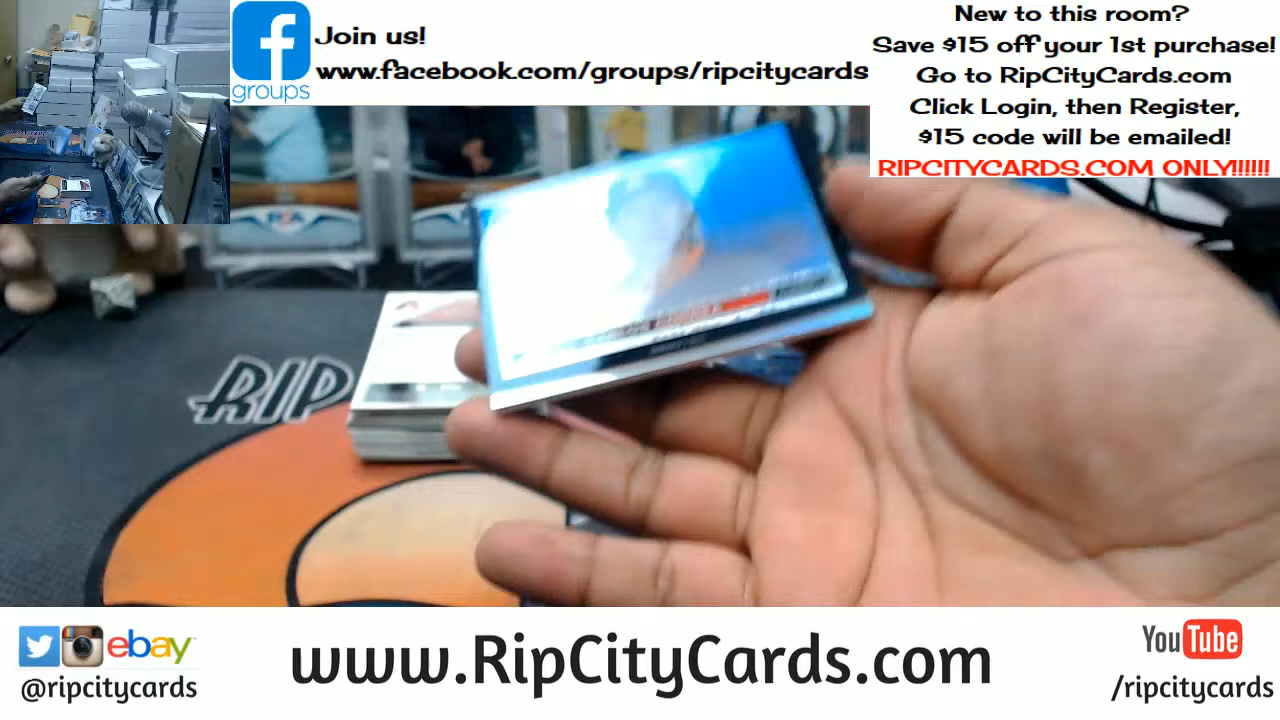 Join us!
www.facebook.com/groups/ripcitycards
groups
New to this room?
Save $15 off your 1st purchase!
Go to RipCityCards.com
Click Login, then Register,
$15 code will be emailed!
RIPCITYCARDS.COM ONLY!!!!!!
RIP
ebay
@ripcitycards
www.RipCityCards.com
YouTube
/ripcitycards